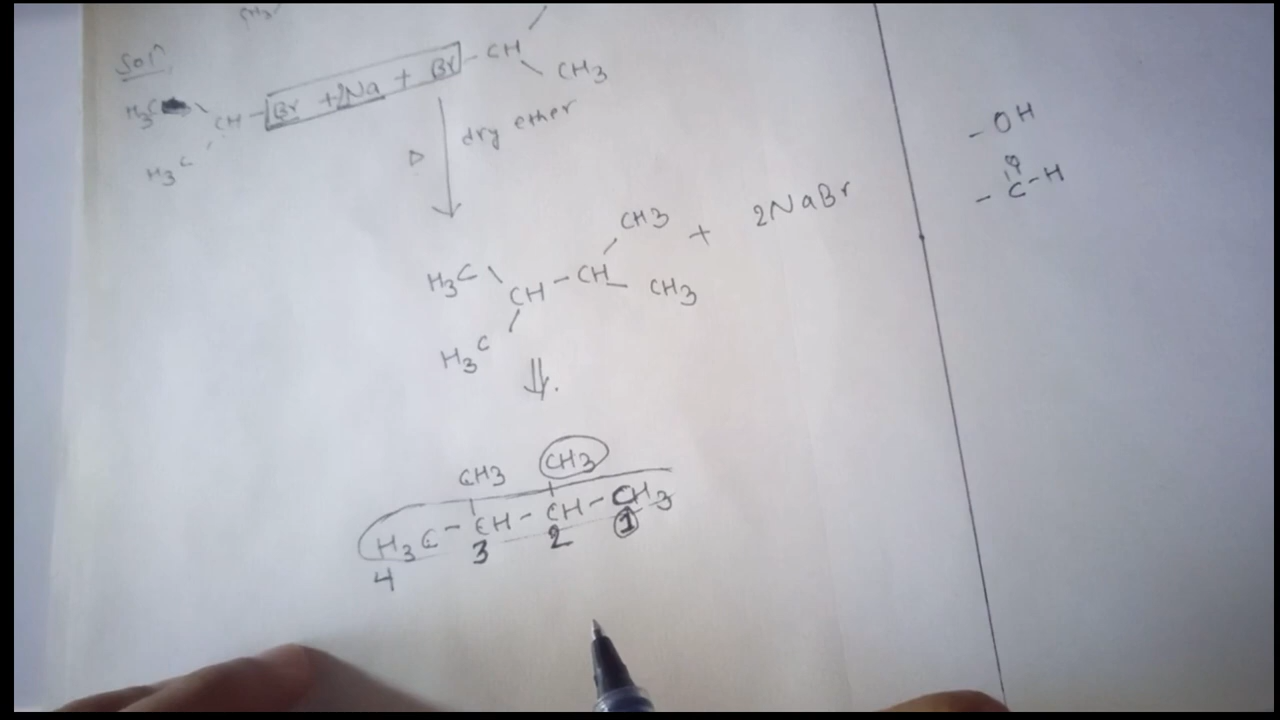 CH3
Soln
H3C CH - Br + 2Na + Br - CH CH3
H3C
Δ dry ether
CH3
H3C CH - CH CH3 + 2NaBr
H3C
⇓.
CH3 CH3
H3C - CH - CH - CH3
4 3 2 1
- OH
O
- C - H